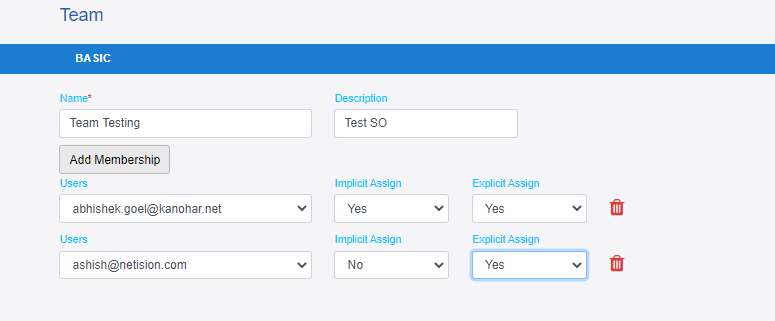 Team
BASIC
Name* Description
Team Testing Test SO
Add Membership
Users Implicit Assign Explicit Assign
abhishek.goel@kanohar.net Yes Yes
Users Implicit Assign Explicit Assign
ashish@netision.com No Yes